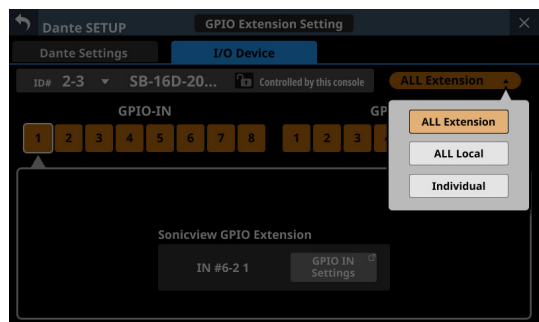 Dante SETUP
GPIO Extension Setting
Dante Settings
I/O Device
ID# 2-3 SB-16D-20... Controlled by this console
ALL Extension
GPIO-IN
GP
1 2 3 4 5 6 7 8
1 2 3
ALL Extension
ALL Local
Individual
Sonicview GPIO Extension
IN #6-2 1
GPIO IN
Settings